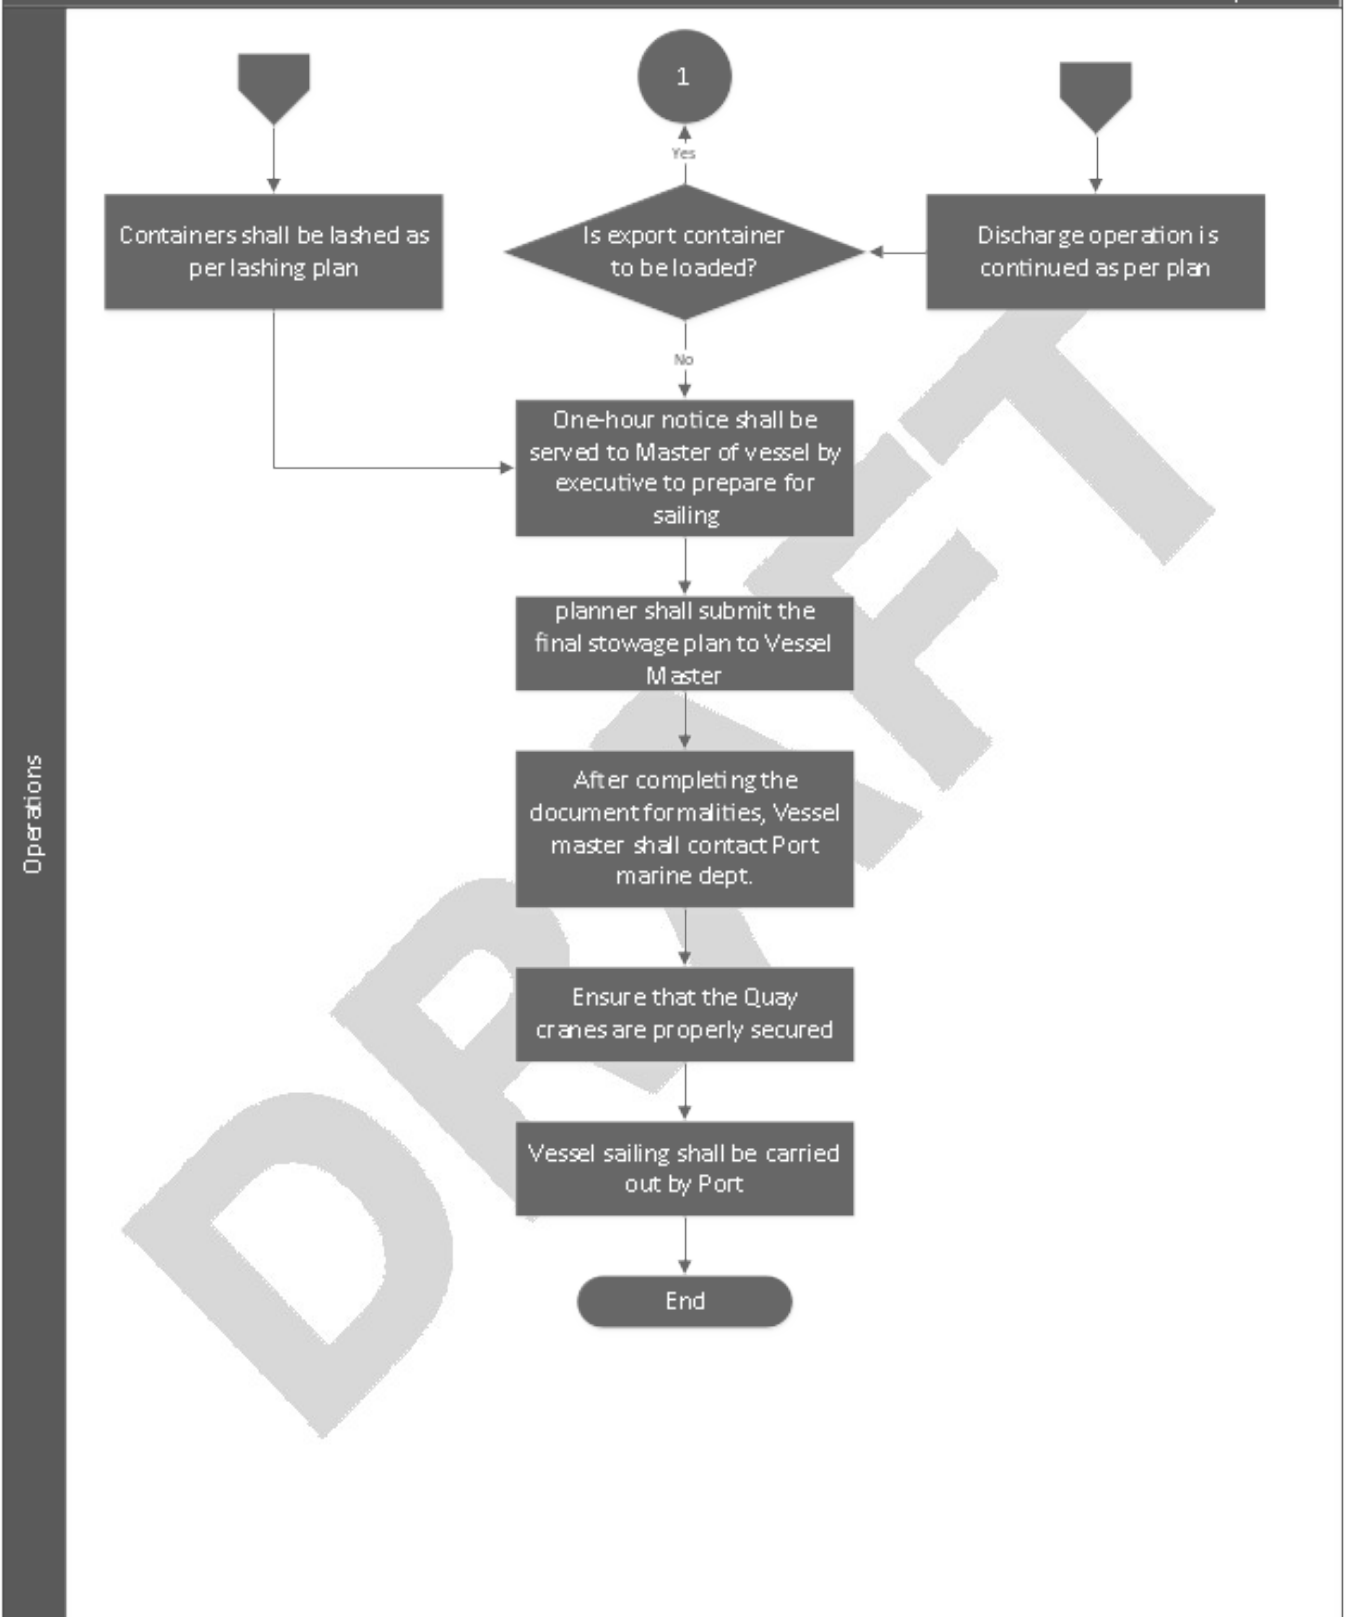 1
Yes
Containers shall be lashed as
per lashing plan
Is export container
to be loaded?
Discharge operation is
continued as per plan
No
One-hour notice shall be
served to Master of vessel by
executive to prepare for
sailing
planner shall submit the
final stowage plan to Vessel
Master
After completing the
document formalities, Vessel
master shall contact Port
marine dept.
Ensure that the Quay
cranes are properly secured
Vessel sailing shall be carried
out by Port
End
Operations
DRAFT